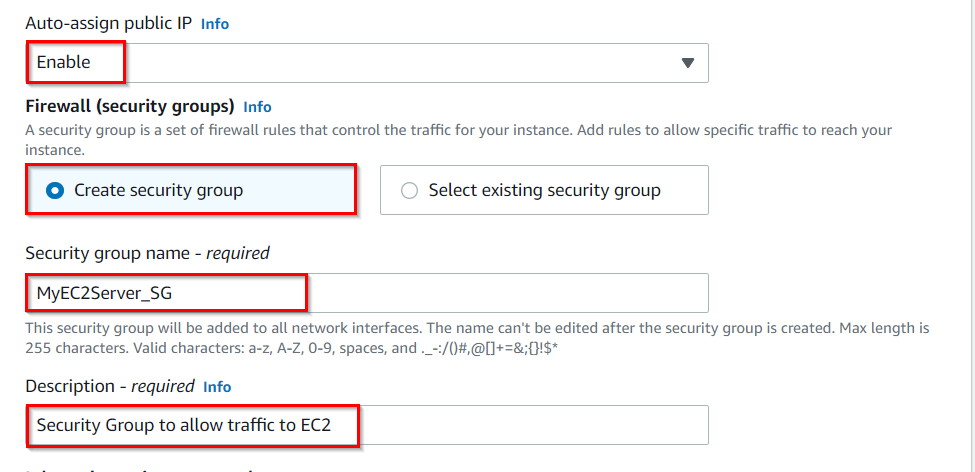 Auto-assign public IP Info
Enable
Firewall (security groups) Info
A security group is a set of firewall rules that control the traffic for your instance. Add rules to allow specific traffic to reach your
instance.
Create security group
Select existing security group
Security group name - required
MyEC2Server_SG
This security group will be added to all network interfaces. The name can't be edited after the security group is created. Max length is
255 characters. Valid characters: a-z, A-Z, 0-9, spaces, and ._-:/()#,@[]+=&;{}!$*
Description - required Info
Security Group to allow traffic to EC2